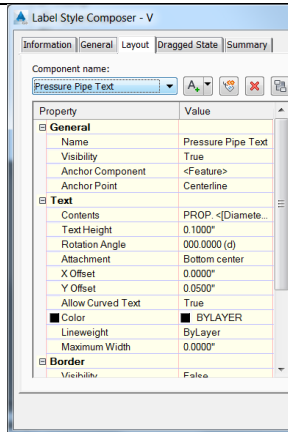 Label Style Composer - V
Information General Layout Dragged State Summary
Component name:
Pressure Pipe Text
Property Value
General
Name Pressure Pipe Text
Visibility True
Anchor Component <Feature>
Anchor Point Centerline
Text
Contents PROP. <[Diamete...
Text Height 0.1000"
Rotation Angle 000.0000 (d)
Attachment Bottom center
X Offset 0.0000"
Y Offset 0.0500"
Allow Curved Text True
Color BYLAYER
Lineweight ByLayer
Maximum Width 0.0000"
Border
Visibility False